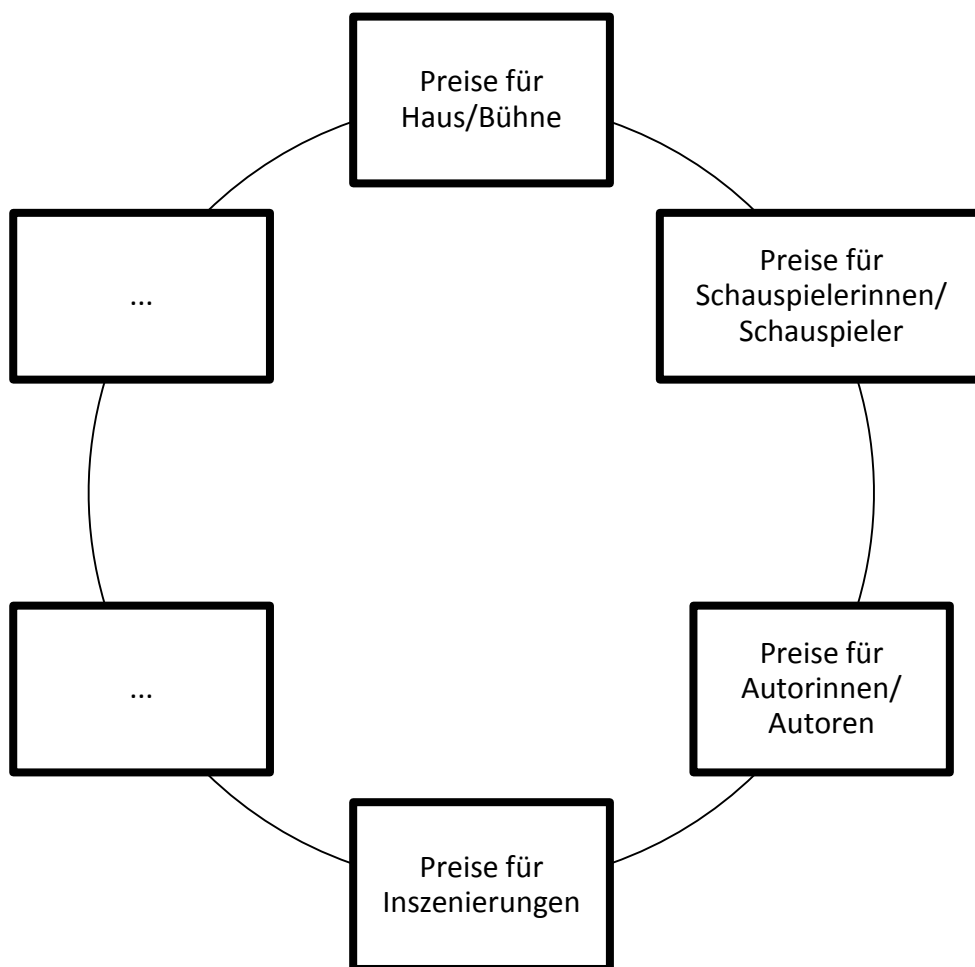 Preise für
Haus/Bühne
Preise für
Schauspielerinnen/
Schauspieler
Preise für
Autorinnen/
Autoren
Preise für
Inszenierungen
...
...